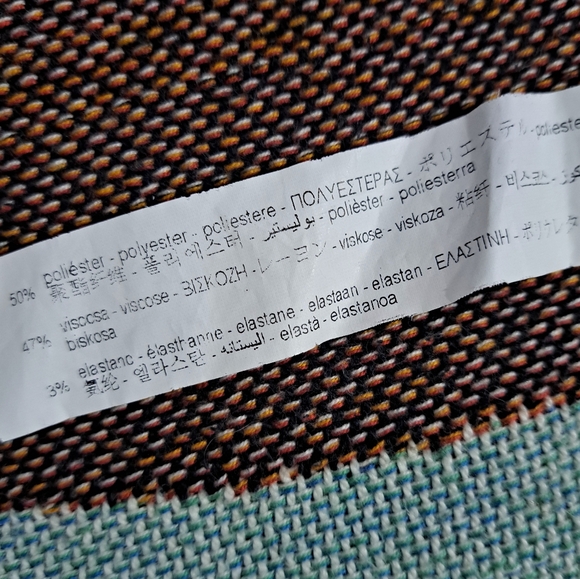 50% poliéster - polyester - poliestere - ΠΟΛΥΕΣΤΕΡΑΣ - ポリエステル - poliester
聚酯纤维 - 폴리에스터 - بوليستير - polièster - poliesterra
47% viscosa - viscose - ΒΙΣΚΟΖΗ - レーヨン - viskose - viskoza - 粘纤 - 비스코스 -
biskosa
3% elastano - élasthanne - elastane - elastaan - elastan - ΕΛΑΣΤΙΝΗ - ポリウレタン
氨纶 - 엘라스탄 - اليستانه - elastà - elastanoa